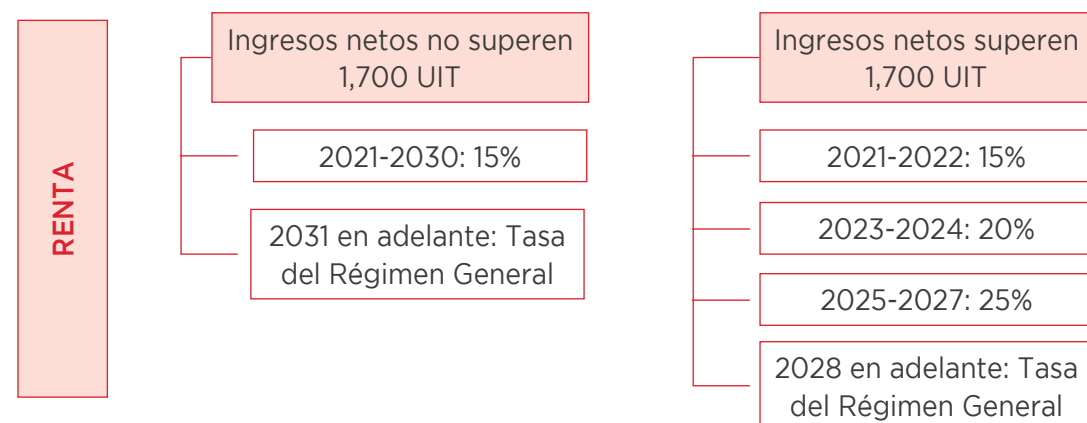 RENTA
Ingresos netos no superen
1,700 UIT
2021-2030: 15%
2031 en adelante: Tasa
del Régimen General
Ingresos netos superen
1,700 UIT
2021-2022: 15%
2023-2024: 20%
2025-2027: 25%
2028 en adelante: Tasa
del Régimen General